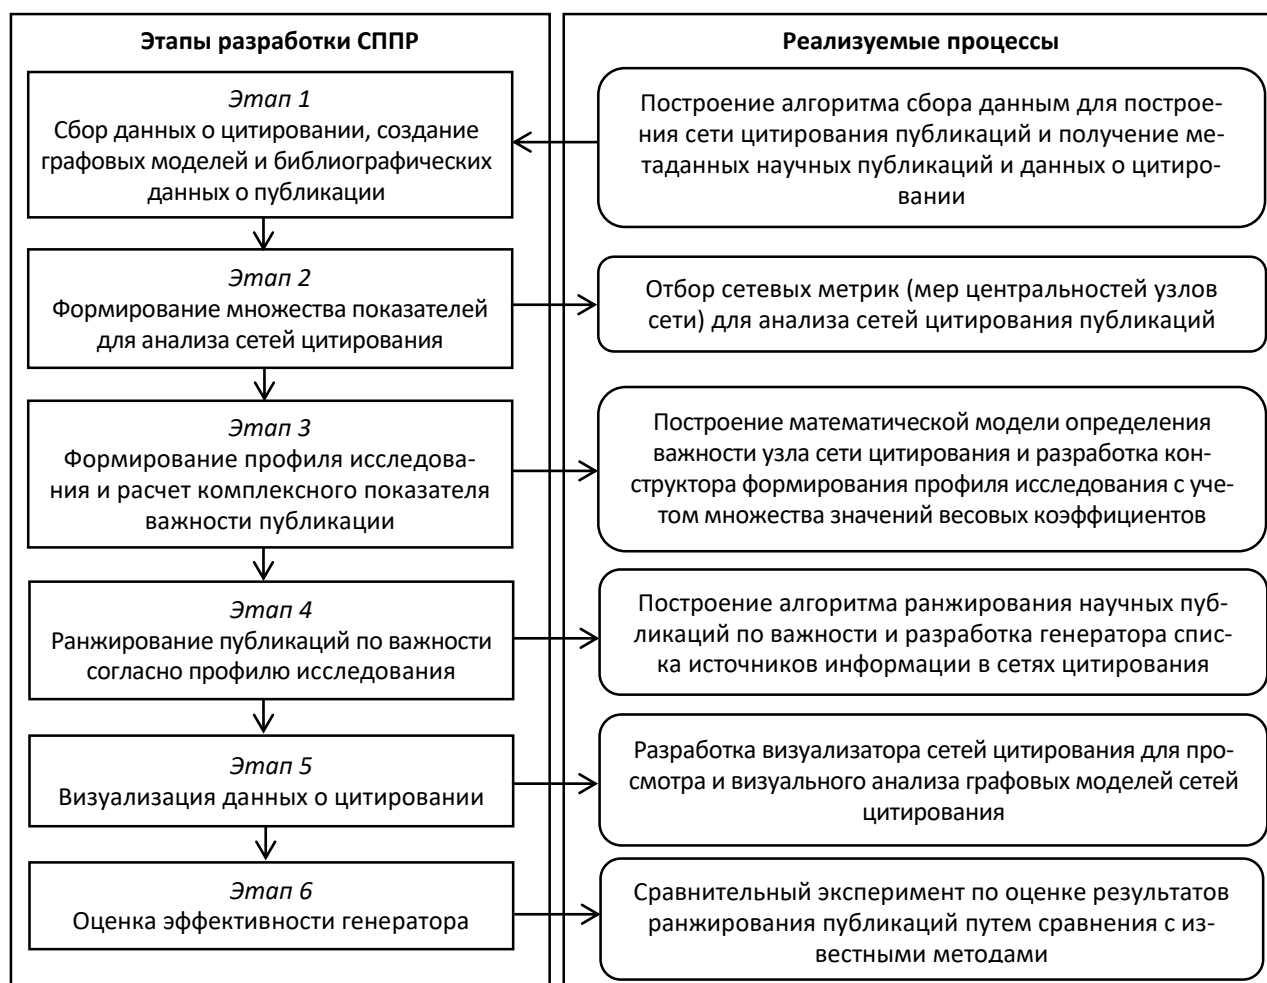 Этапы разработки СППР
Этап 1
Сбор данных о цитировании, создание
графовых моделей и библиографических
данных о публикации
Этап 2
Формирование множества показателей
для анализа сетей цитирования
Этап 3
Формирование профиля исследова-
ния и расчет комплексного показателя
важности публикации
Этап 4
Ранжирование публикаций по важности
согласно профилю исследования
Этап 5
Визуализация данных о цитировании
Этап 6
Оценка эффективности генератора
Реализуемые процессы
Построение алгоритма сбора данным для построе-
ния сети цитирования публикаций и получение ме-
таданных научных публикаций и данных о цитиро-
вании
Отбор сетевых метрик (мер центральностей узлов
сети) для анализа сетей цитирования публикаций
Построение математической модели определения
важности узла сети цитирования и разработка кон-
структора формирования профиля исследования с уче-
том множества значений весовых коэффициентов
Построение алгоритма ранжирования научных пуб-
ликаций по важности и разработка генератора спис-
ка источников информации в сетях цитирования
Разработка визуализатора сетей цитирования для про-
смотра и визуального анализа графовых моделей сетей
цитирования
Сравнительный эксперимент по оценке результатов
ранжирования публикаций путем сравнения с из-
вестными методами